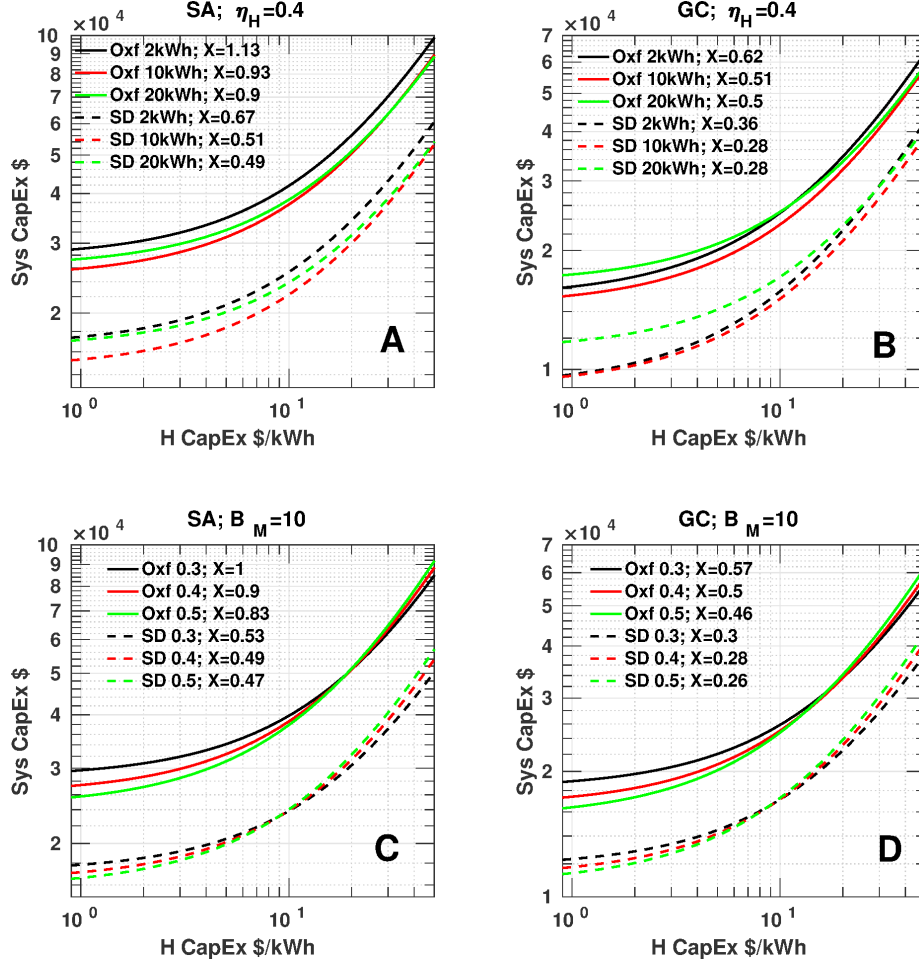 SA; η_H=0.4
×10^4
10
9
8
7
6
5
4
3
2
Sys CapEx $
Oxf 2kWh; X=1.13
Oxf 10kWh; X=0.93
Oxf 20kWh; X=0.9
SD 2kWh; X=0.67
SD 10kWh; X=0.51
SD 20kWh; X=0.49
A
10^0
10^1
H CapEx $/kWh
GC; η_H=0.4
×10^4
7
6
5
4
3
2
1
Sys CapEx $
Oxf 2kWh; X=0.62
Oxf 10kWh; X=0.51
Oxf 20kWh; X=0.5
SD 2kWh; X=0.36
SD 10kWh; X=0.28
SD 20kWh; X=0.28
B
10^0
10^1
H CapEx $/kWh
SA; B_M=10
×10^4
10
9
8
7
6
5
4
3
2
Sys CapEx $
Oxf 0.3; X=1
Oxf 0.4; X=0.9
Oxf 0.5; X=0.83
SD 0.3; X=0.53
SD 0.4; X=0.49
SD 0.5; X=0.47
C
10^0
10^1
H CapEx $/kWh
GC; B_M=10
×10^4
7
6
5
4
3
2
1
Sys CapEx $
Oxf 0.3; X=0.57
Oxf 0.4; X=0.5
Oxf 0.5; X=0.46
SD 0.3; X=0.3
SD 0.4; X=0.28
SD 0.5; X=0.26
D
10^0
10^1
H CapEx $/kWh